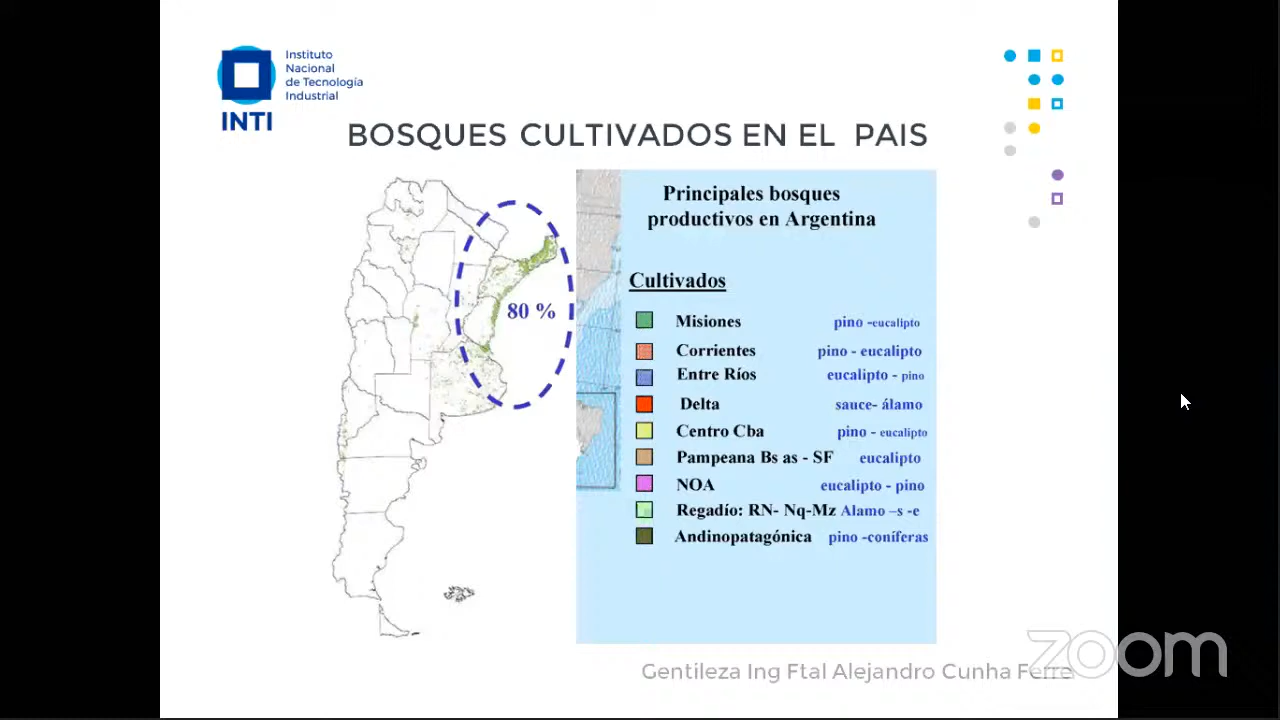 Instituto
Nacional
de Tecnología
Industrial
INTI
BOSQUES CULTIVADOS EN EL PAIS
Principales bosques
productivos en Argentina
80 %
Cultivados
Misiones pino -eucalipto
Corrientes pino - eucalipto
Entre Ríos eucalipto - pino
Delta sauce- álamo
Centro Cba pino - eucalipto
Pampeana Bs as - SF eucalipto
NOA eucalipto - pino
Regadío: RN- Nq-Mz Alamo –s -e
Andinopatagónica pino -coníferas
Gentileza Ing Ftal Alejandro Cunha Ferre
zoom